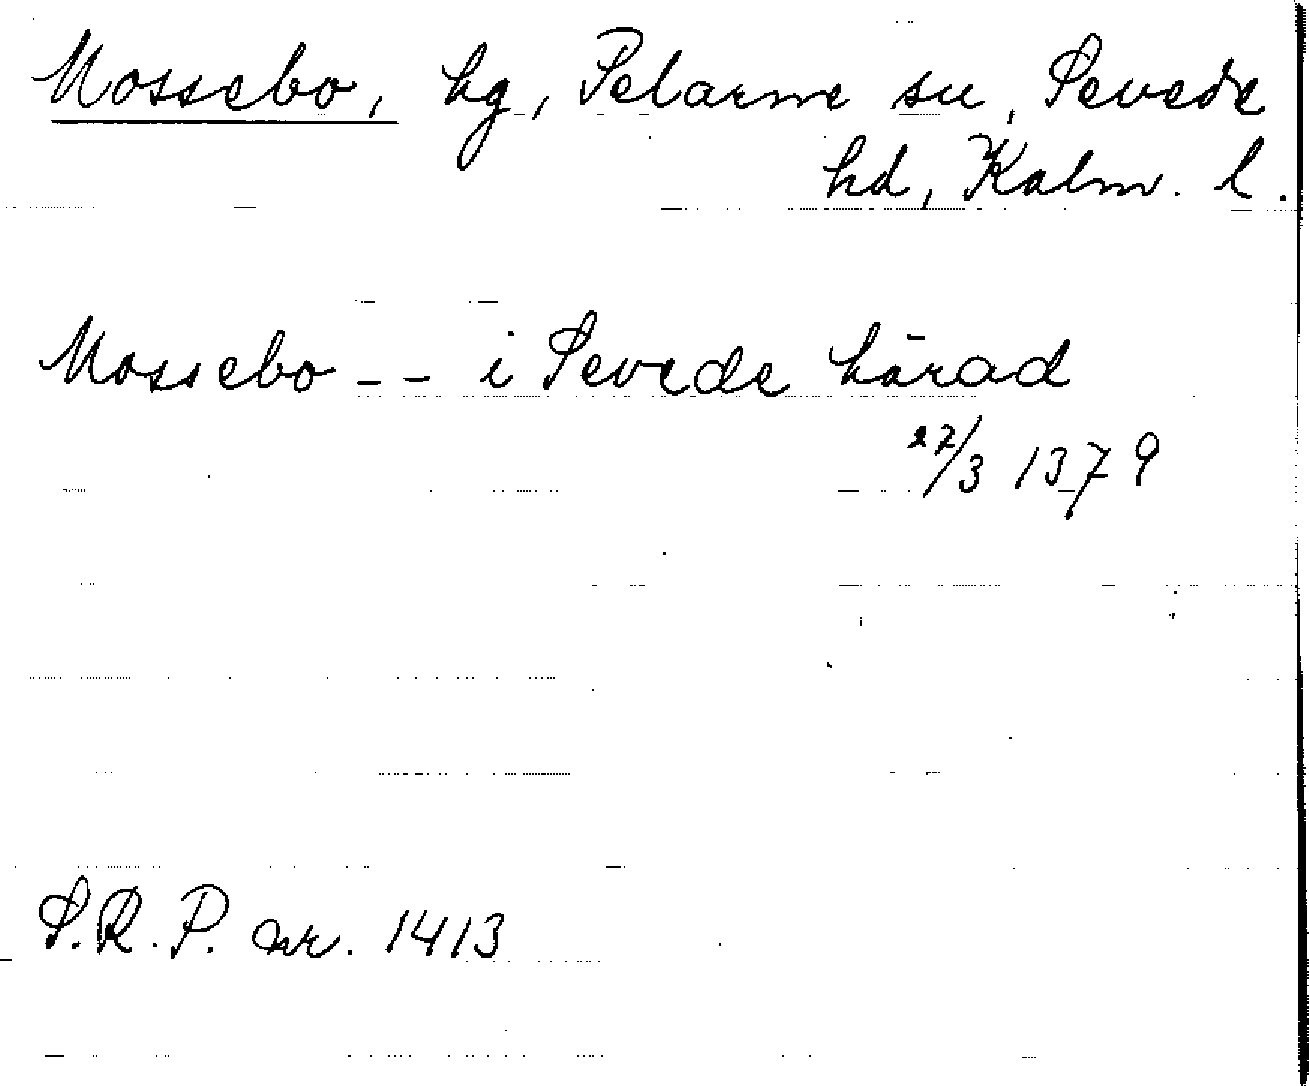 Mossebo, hg, Pelarne sn, Sevede
hd, Kalm. l.
Mossebo -- i Sevede härad
27/3 1379
S.R.P. nr. 1413